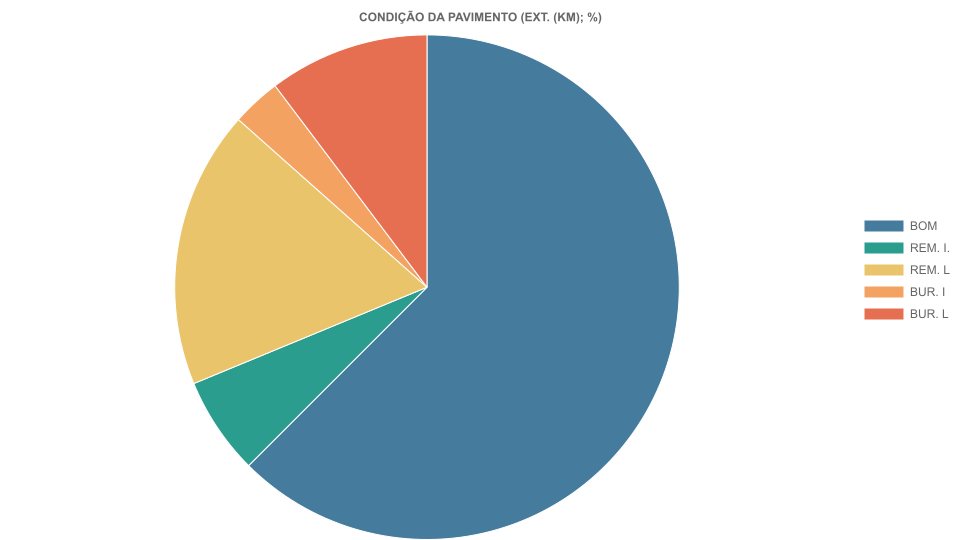 CONDIÇÃO DA PAVIMENTO (EXT. (KM); %)
BOM
REM. I.
REM. L
BUR. I
BUR. L